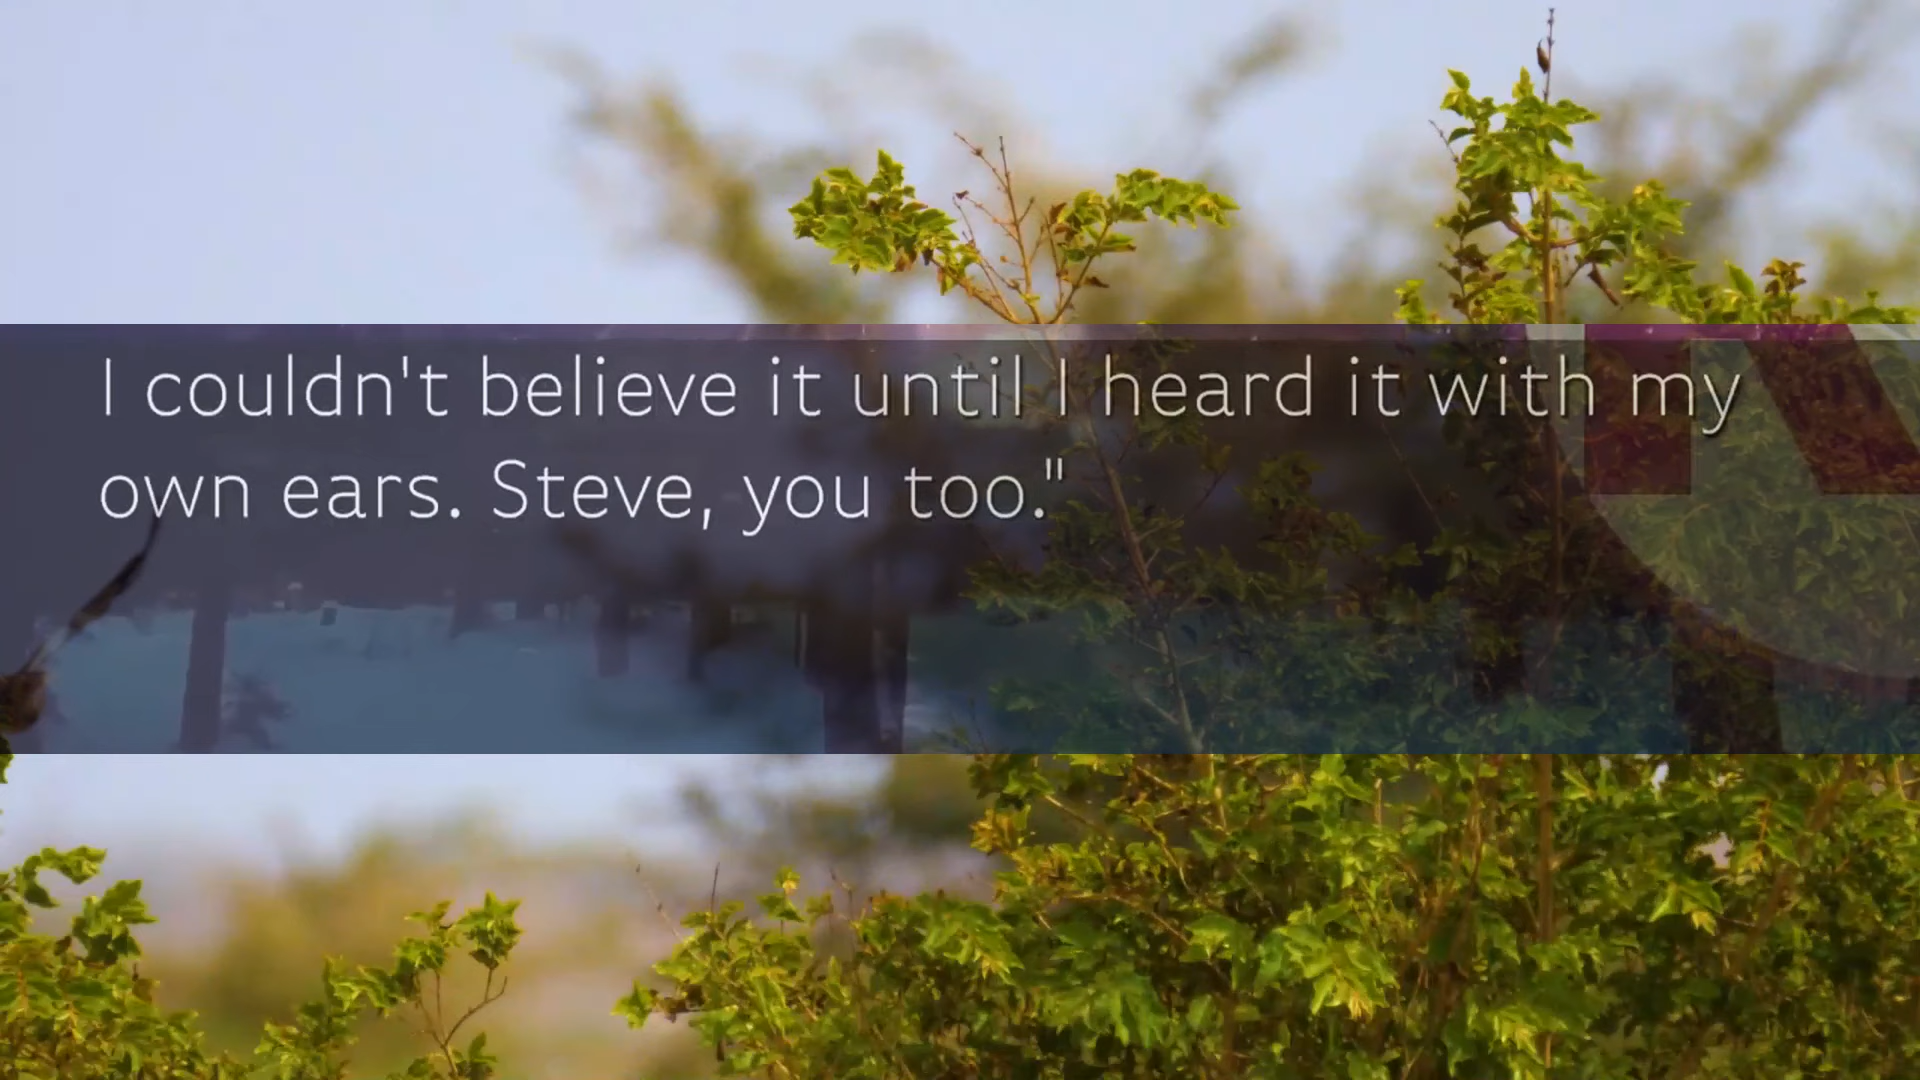 I couldn't believe it until I heard it with my
own ears. Steve, you too."